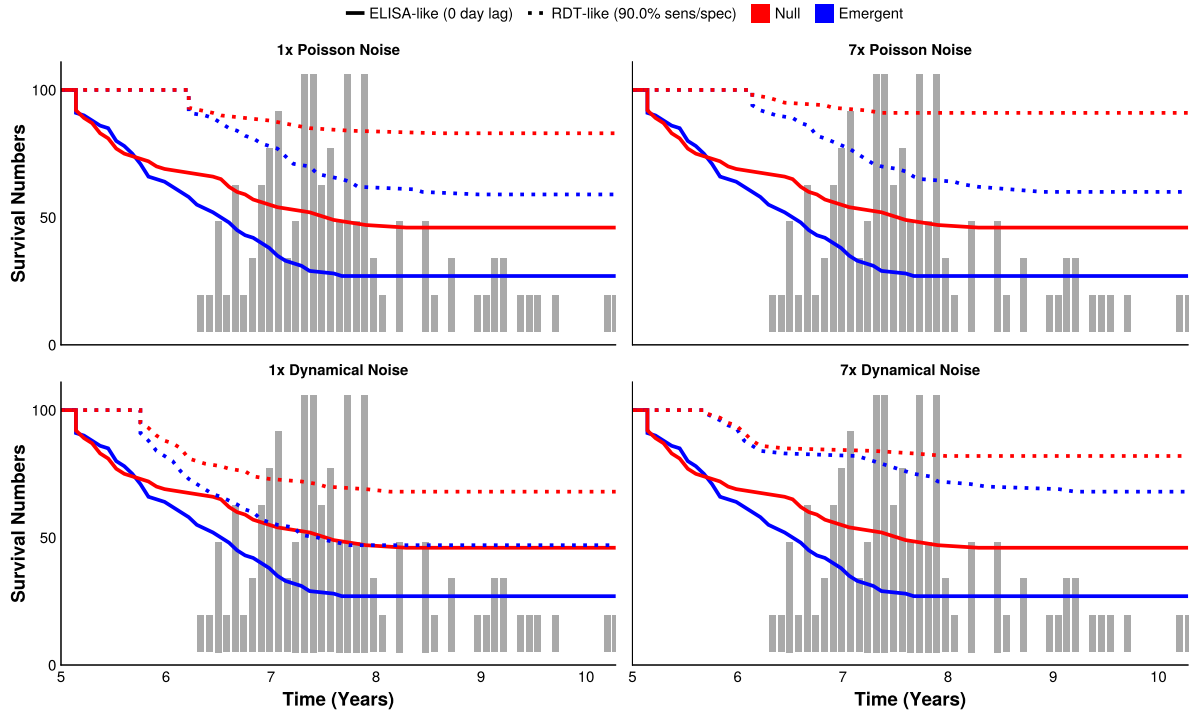 ELISA-like (0 day lag) RDT-like (90.0% sens/spec) Null Emergent
1x Poisson Noise 7x Poisson Noise
Survival Numbers
100
50
0
1x Dynamical Noise 7x Dynamical Noise
Survival Numbers
100
50
0
5 6 7 8 9 10 5 6 7 8 9 10
Time (Years) Time (Years)